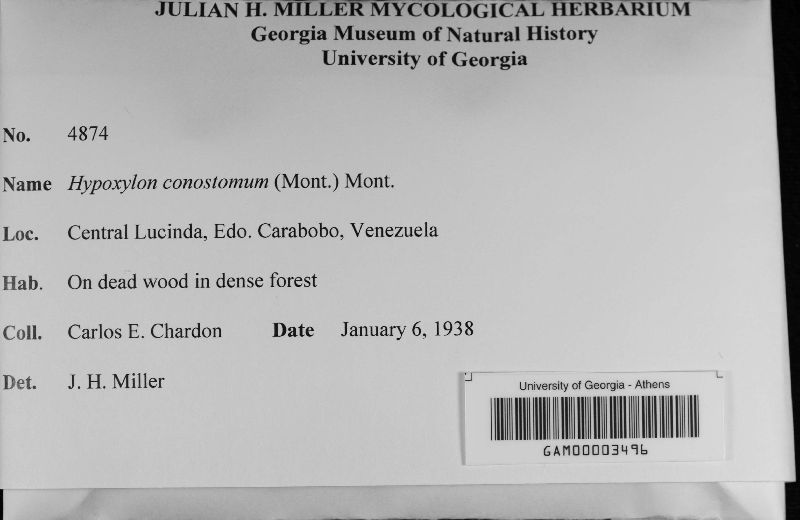 JULIAN H. MILLER MYCOLOGICAL HERBARIUM
Georgia Museum of Natural History
University of Georgia
No. 4874
Name Hypoxylon conostomum (Mont.) Mont.
Loc. Central Lucinda, Edo. Carabobo, Venezuela
Hab. On dead wood in dense forest
Coll. Carlos E. Chardon Date January 6, 1938
Det. J. H. Miller
University of Georgia - Athens
GAM00003496